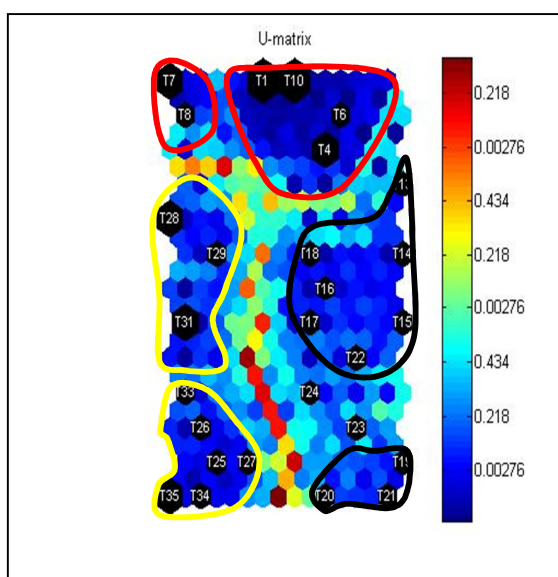 U-matrix
T7 T1 T10
T8 T6
T4
T28
T29 T18 T14
T16
T31 T17 T15
T22
T33 T24
T26 T23
T25 T27
T35 T34 T20 T21
0.218
0.00276
0.434
0.00276
0.434
0.218
0.00276